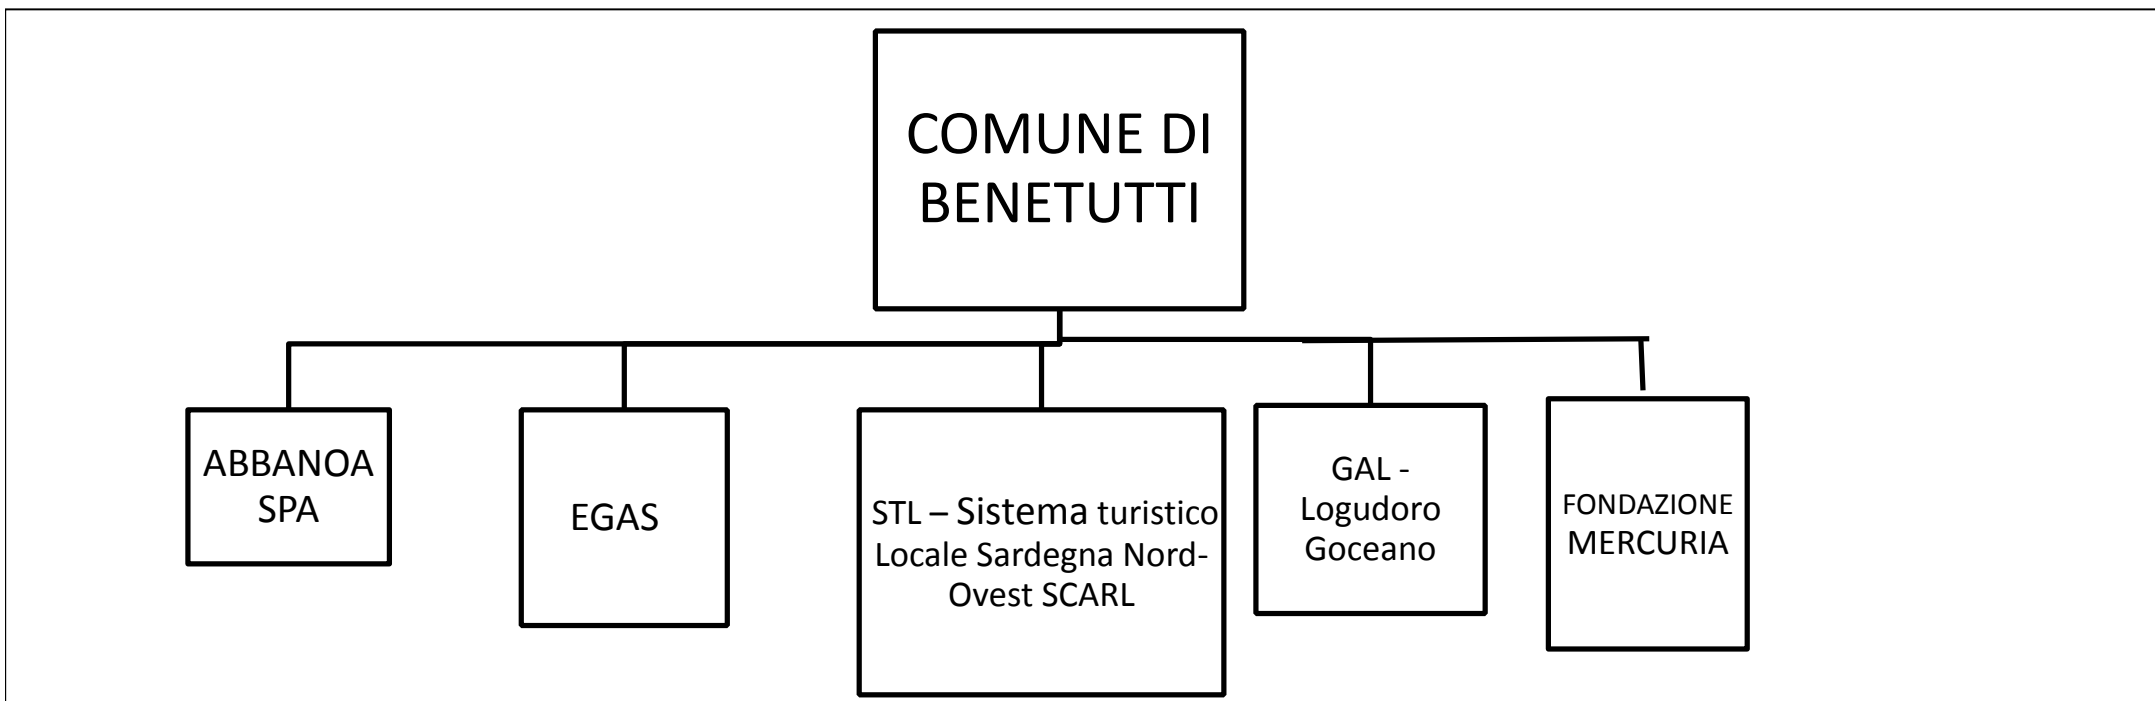 COMUNE DI
BENETUTTI
ABBANOA
SPA
EGAS
STL – Sistema turistico
Locale Sardegna Nord-
Ovest SCARL
GAL -
Logudoro
Goceano
FONDAZIONE
MERCURIA